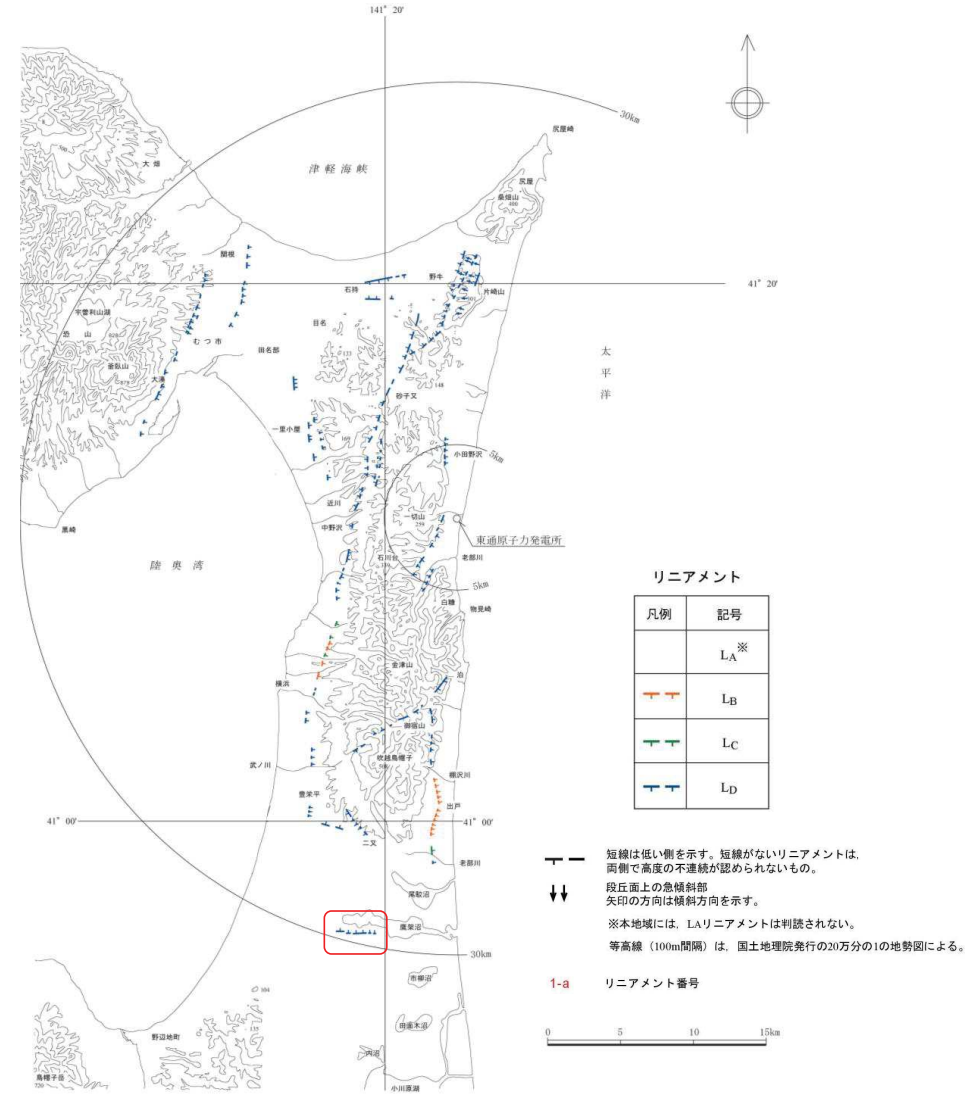 141° 20'
30km
尻屋崎
大畑
津軽海峡
尻屋
桑畑山
400
関根
野牛
石持
片崎山
41° 20'
宇曽利山湖
恐山
目名
むつ市
田名部
釜臥山
大湊
太平洋
148
砂子又
一里小屋
169
小田野沢
5km
近川
一切山
259
中野沢
黒崎
東通原子力発電所
陸奥湾
石川台
老部川
5km
白糠
物見崎
金津山
泊
横浜
御宿山
吹越烏帽子
武ノ川
棚沢川
豊栄平
出戸
41° 00'
41° 00'
二又
老部川
尾駮沼
鷹架沼
30km
市柳沼
田面木沼
野辺地町
135
内沼
烏帽子岳
720
小川原湖
リニアメント
凡例 記号
LA※
LB
LC
LD
短線は低い側を示す。短線がないリニアメントは,
両側で高度の不連続が認められないもの。
段丘面上の急傾斜部
矢印の方向は傾斜方向を示す。
※本地域には, LAリニアメントは判読されない。
等高線（100m間隔）は, 国土地理院発行の20万分の1の地勢図による。
1-a リニアメント番号
0 5 10 15km